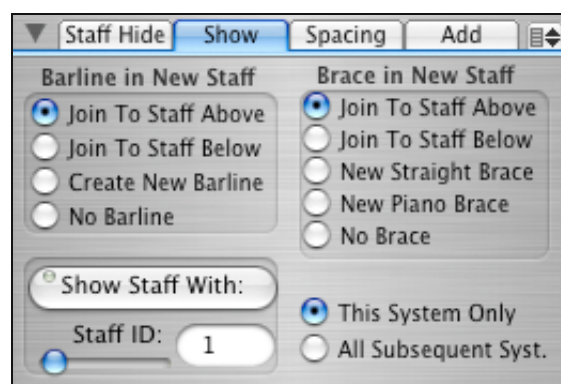 Staff Hide Show Spacing Add
Barline in New Staff
Join To Staff Above
Join To Staff Below
Create New Barline
No Barline
Brace in New Staff
Join To Staff Above
Join To Staff Below
New Straight Brace
New Piano Brace
No Brace
Show Staff With:
Staff ID: 1
This System Only
All Subsequent Syst.